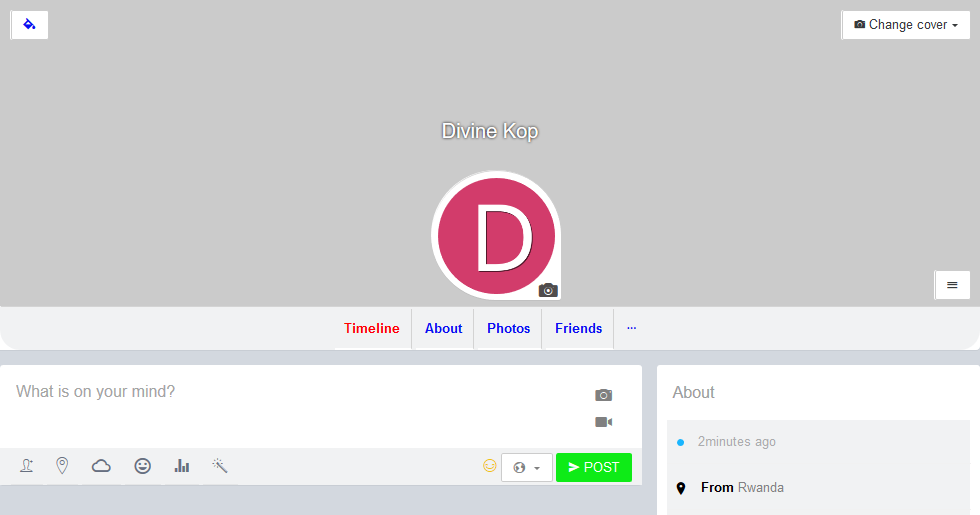 Change cover
Divine Kop
D
Timeline About Photos Friends ...
What is on your mind?
POST
About
2minutes ago
From Rwanda